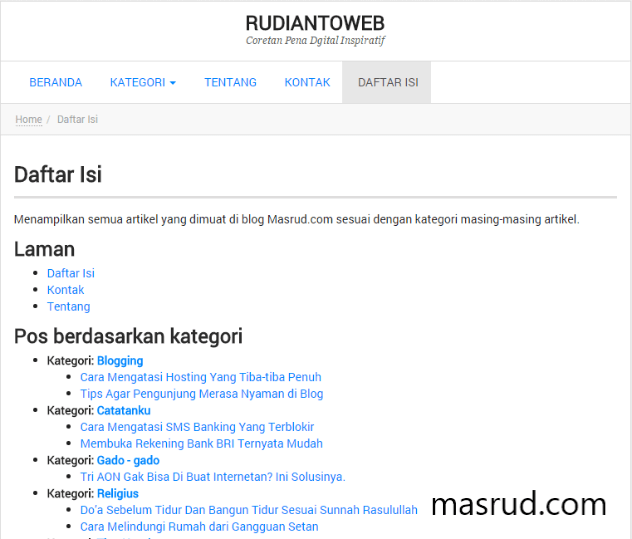 RUDIANTOWEB
Coretan Pena Dgital Inspiratif
BERANDA KATEGORI TENTANG KONTAK DAFTAR ISI
Home / Daftar Isi
Daftar Isi
Menampilkan semua artikel yang dimuat di blog Masrud.com sesuai dengan kategori masing-masing artikel.
Laman
Daftar Isi
Kontak
Tentang
Pos berdasarkan kategori
Kategori: Blogging
Cara Mengatasi Hosting Yang Tiba-tiba Penuh
Tips Agar Pengunjung Merasa Nyaman di Blog
Kategori: Catatanku
Cara Mengatasi SMS Banking Yang Terblokir
Membuka Rekening Bank BRI Ternyata Mudah
Kategori: Gado - gado
Tri AON Gak Bisa Di Buat Internetan? Ini Solusinya.
Kategori: Religius
Do'a Sebelum Tidur Dan Bangun Tidur Sesuai Sunnah Rasulullah
Cara Melindungi Rumah dari Gangguan Setan
masrud.com